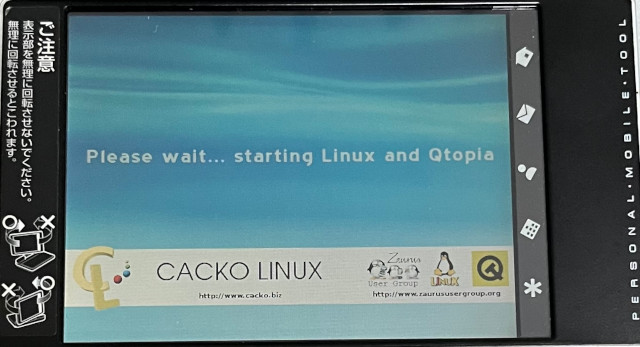 ご注意
表示部を無理に回転させないでください。
無理に回転させるとこわれます。
Please wait... starting Linux and Qtopia
CACKO LINUX
http://www.cacko.biz
Zaurus
User Group
LINUX
http://www.zaurususergroup.org
PERSONAL・MOBILE・TOOL